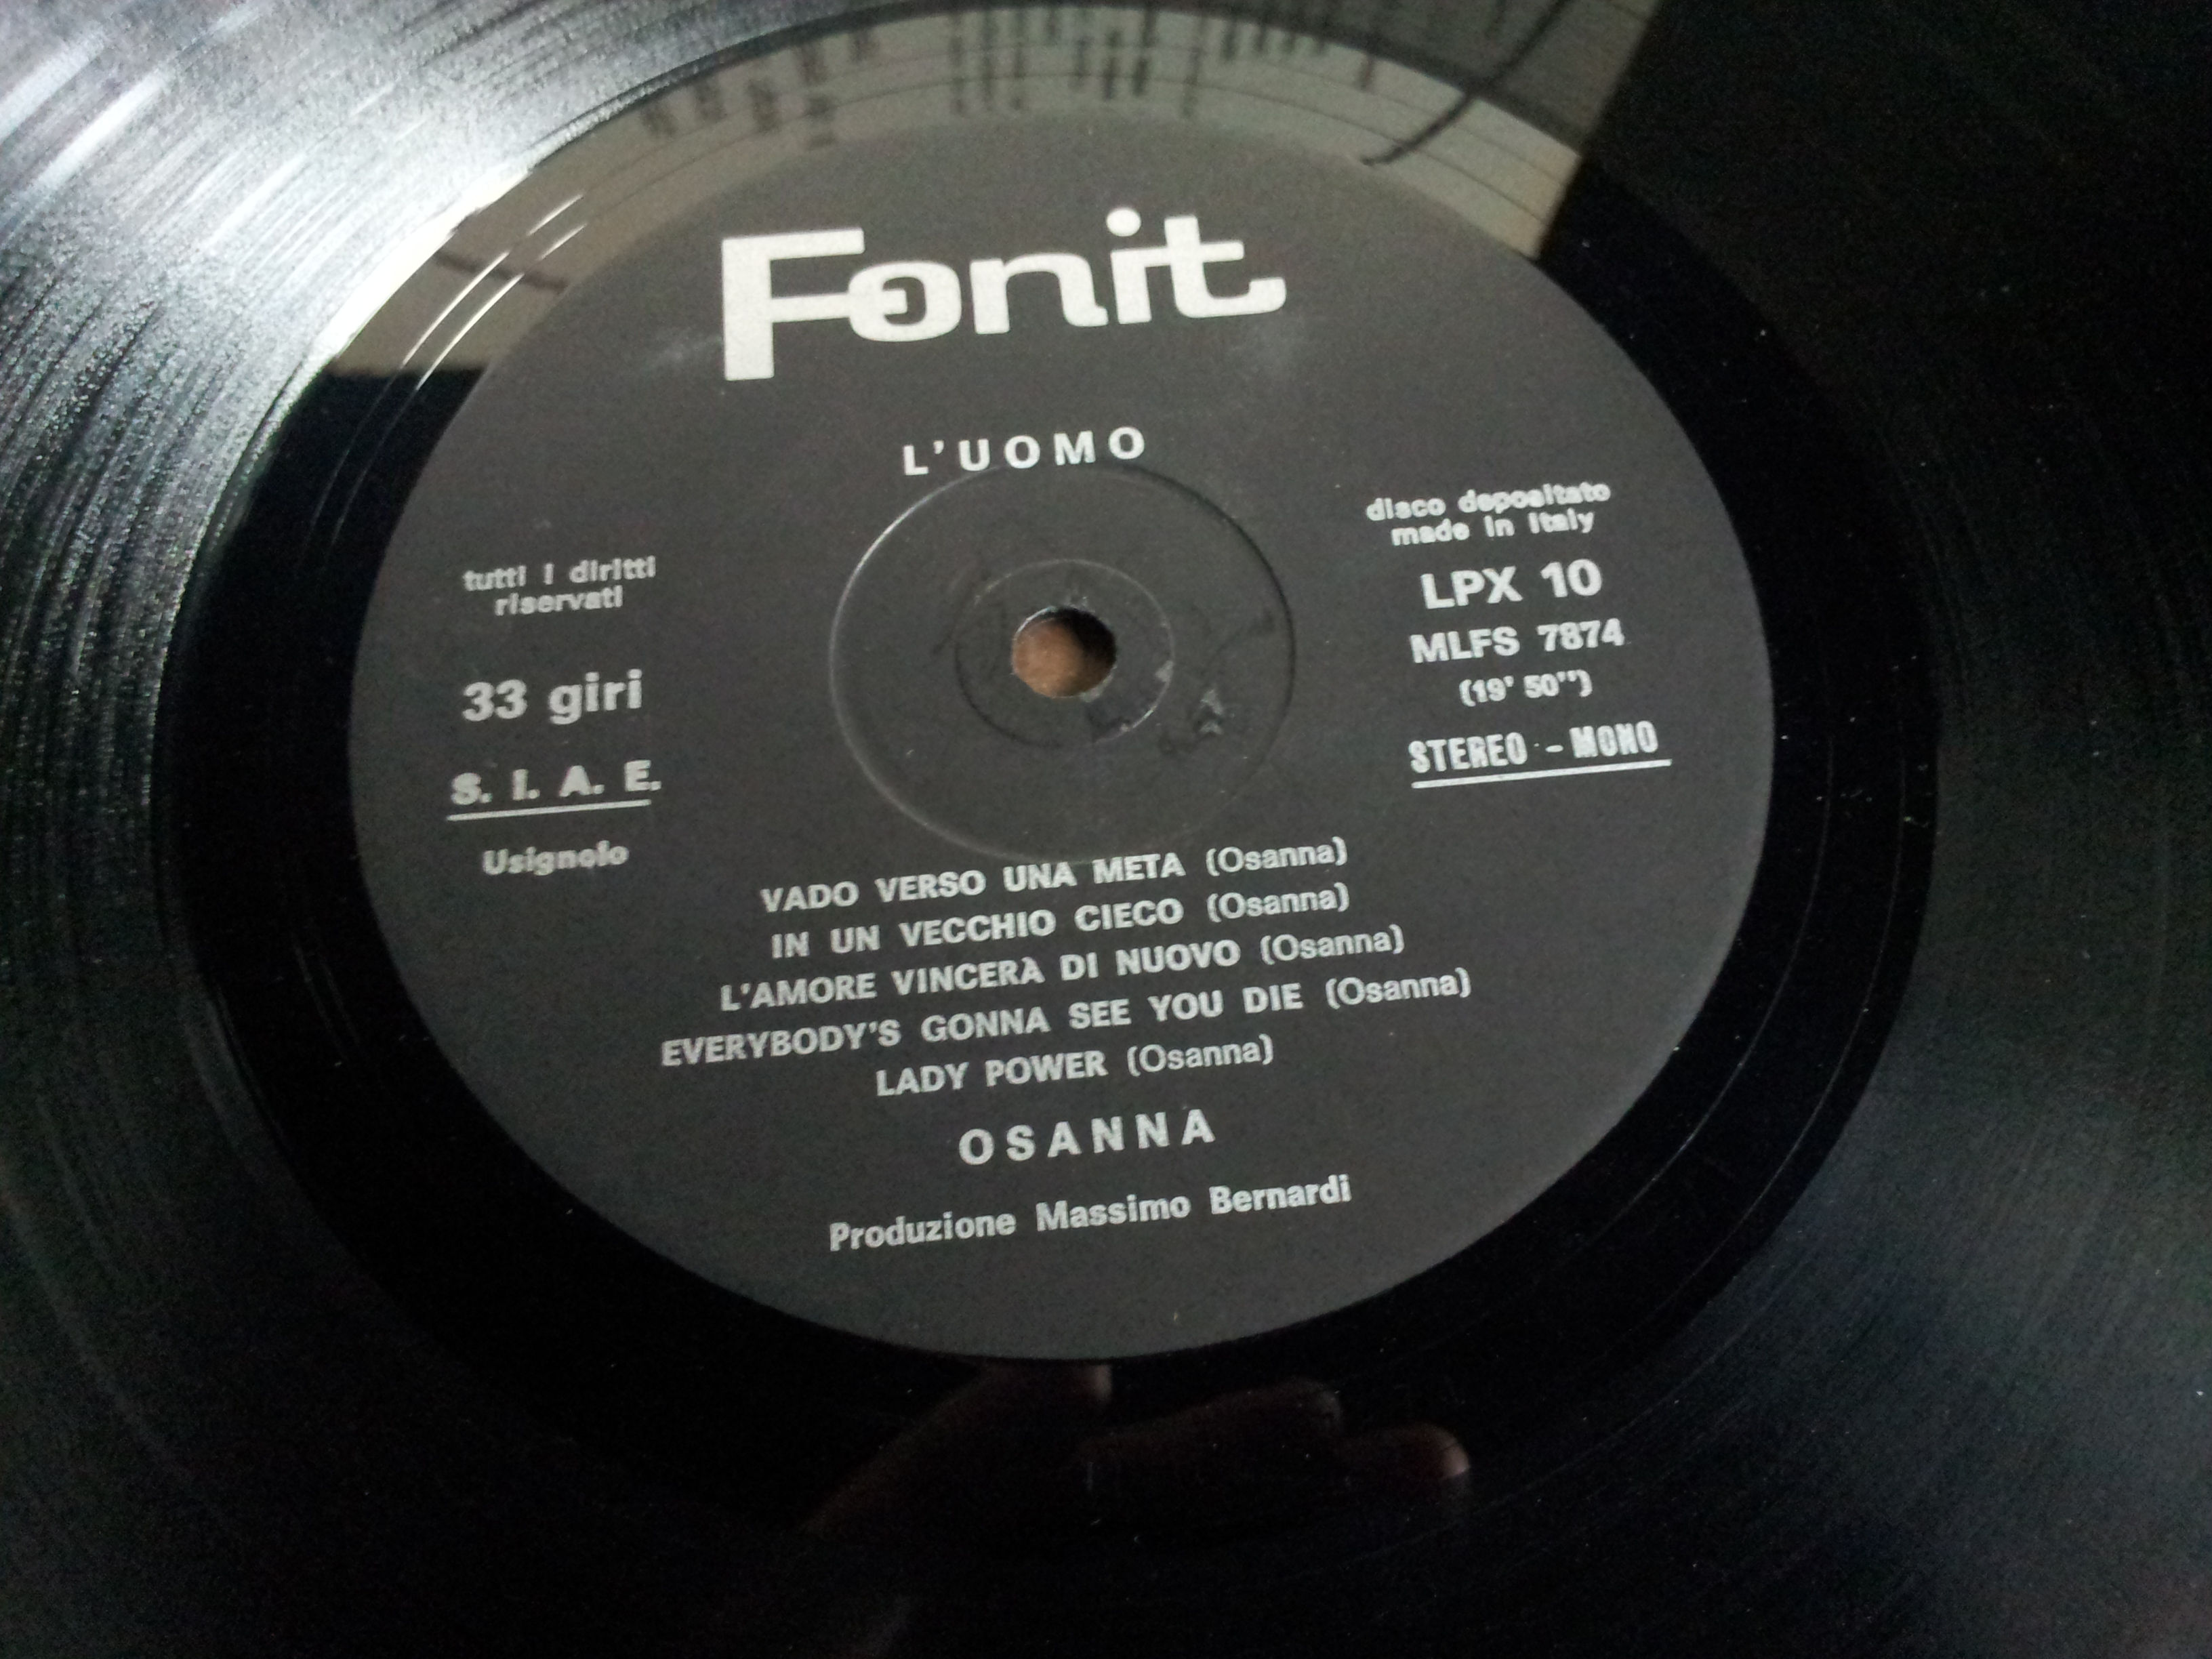 Fonit
L'UOMO
tutti i diritti
riservati
33 giri
S. I. A. E.
Usignolo
disco depositato
made in Italy
LPX 10
MLFS 7874
(19' 50'')
STEREO - MONO
VADO VERSO UNA META (Osanna)
IN UN VECCHIO CIECO (Osanna)
L'AMORE VINCERÀ DI NUOVO (Osanna)
EVERYBODY'S GONNA SEE YOU DIE (Osanna)
LADY POWER (Osanna)
OSANNA
Produzione Massimo Bernardi